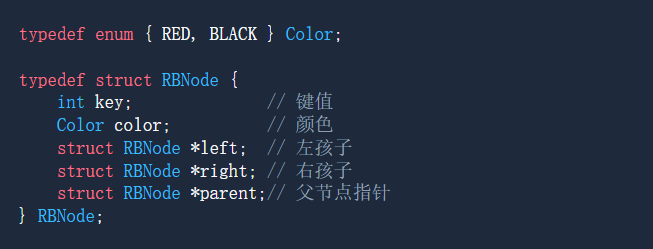 typedef enum { RED, BLACK } Color;
typedef struct RBNode {
    int key;              // 键值
    Color color;          // 颜色
    struct RBNode *left;  // 左孩子
    struct RBNode *right; // 右孩子
    struct RBNode *parent;// 父节点指针
} RBNode;